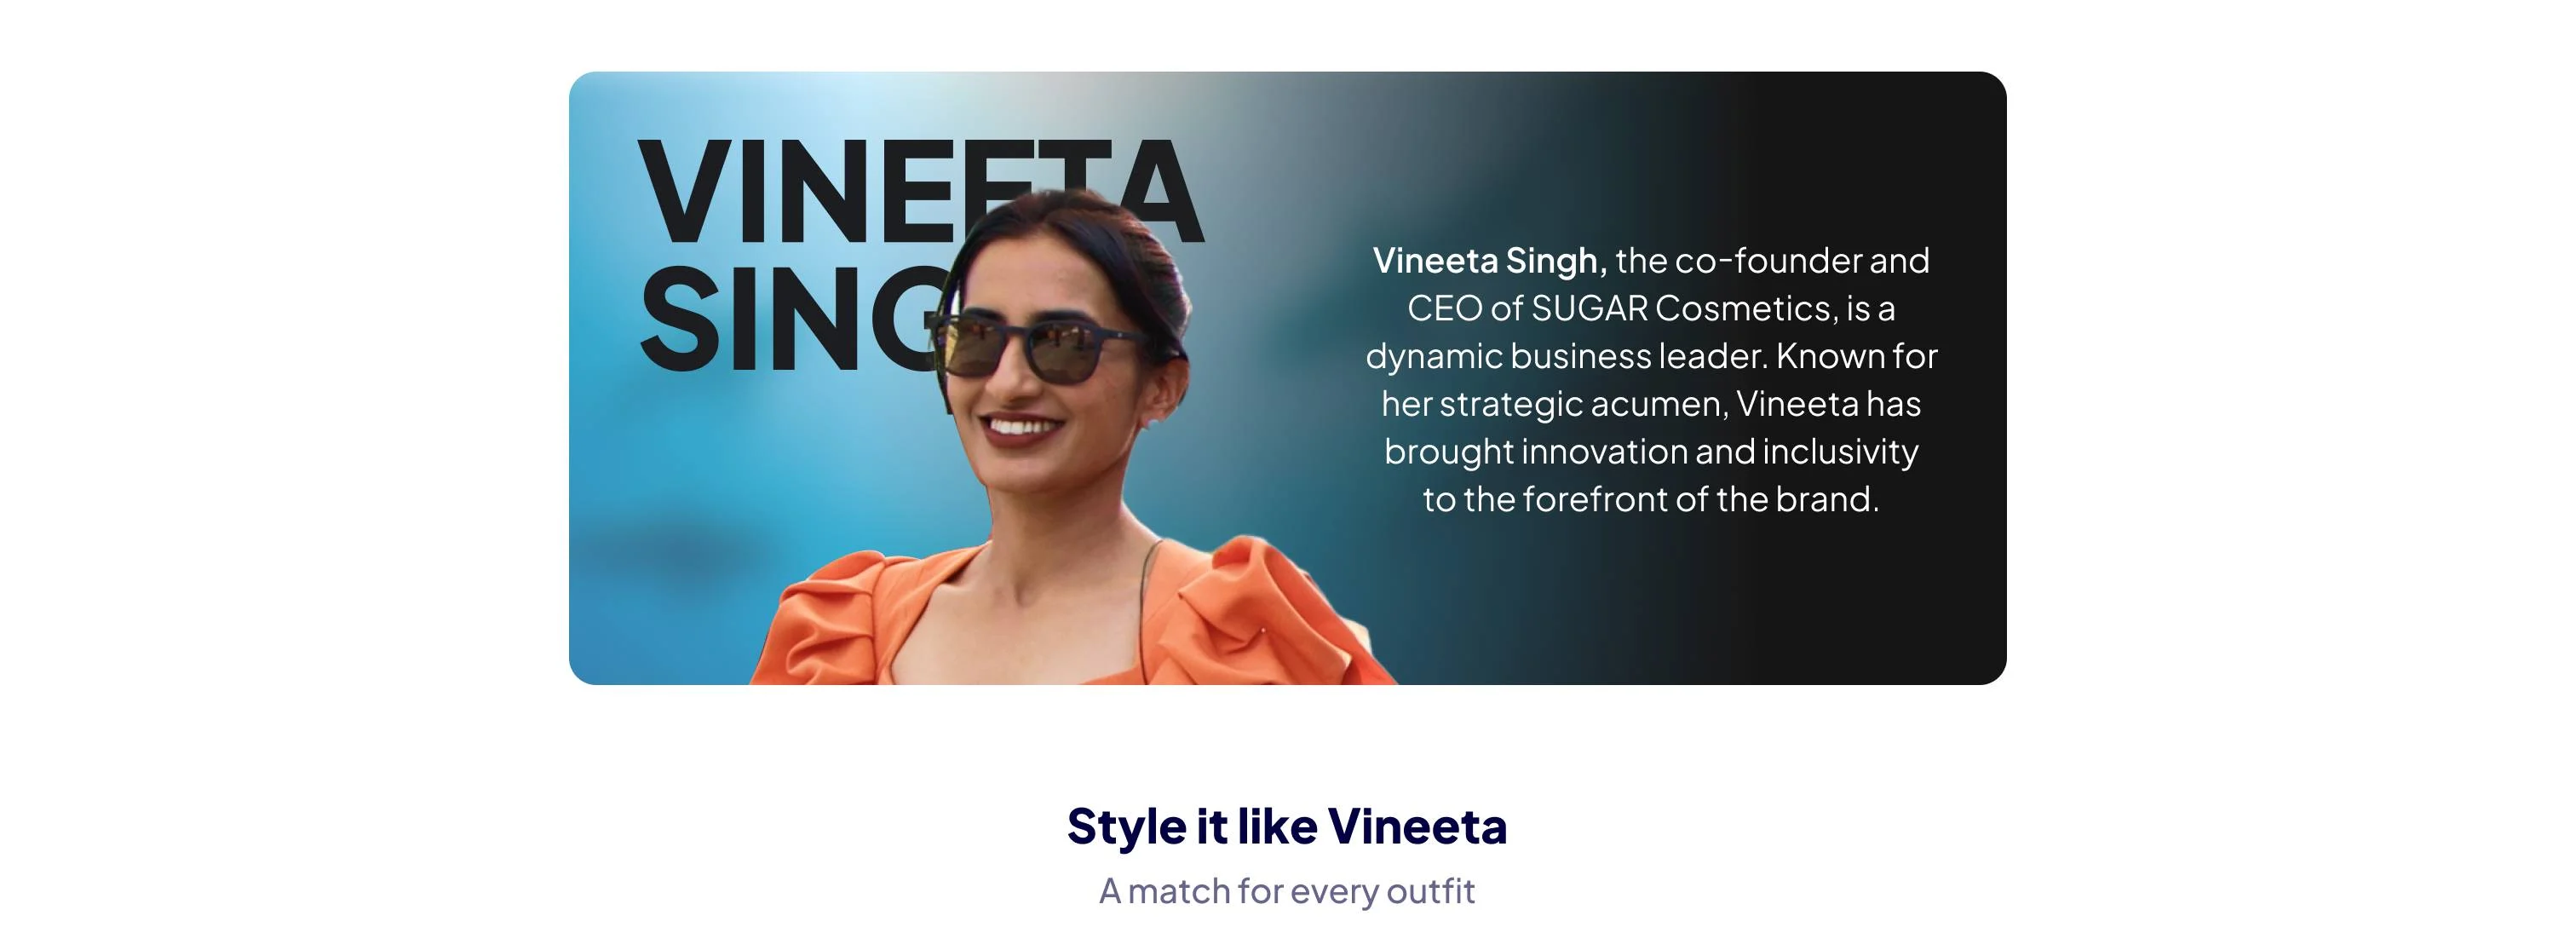 VINEETA
SING
Vineeta Singh, the co-founder and
CEO of SUGAR Cosmetics, is a
dynamic business leader. Known for
her strategic acumen, Vineeta has
brought innovation and inclusivity
to the forefront of the brand.
Style it like Vineeta
A match for every outfit